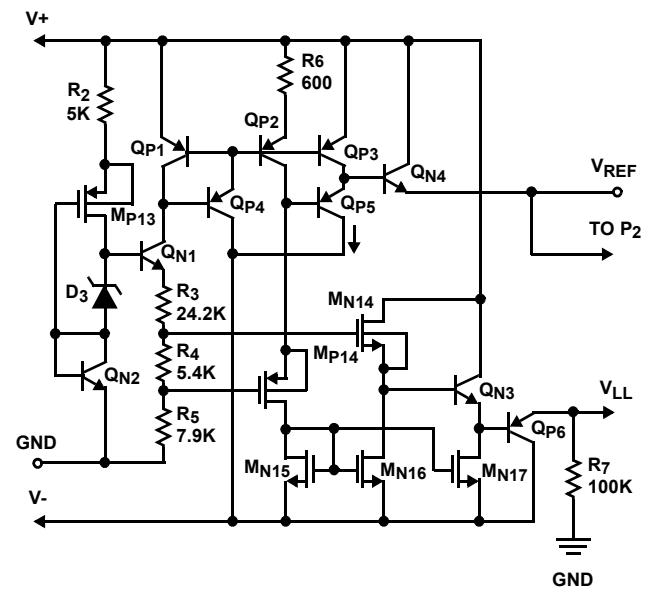 V+
R2
5K
R6
600
QP1
QP2
QP3
QN4
VREF
MP13
QP4
QP5
TO P2
QN1
D3
R3
24.2K
MN14
MP14
R4
5.4K
QN2
QN3
VLL
QP6
R5
7.9K
GND
MN15
MN16
MN17
R7
100K
V-
GND